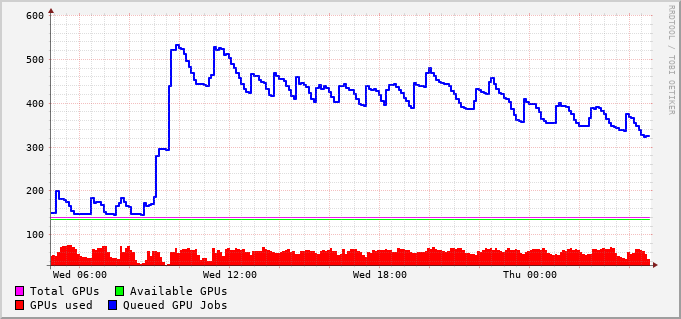 600
500
400
300
200
100
Wed 06:00 Wed 12:00 Wed 18:00 Thu 00:00
Total GPUs Available GPUs
GPUs used Queued GPU Jobs
RRDTOOL / TOBI OETIKER